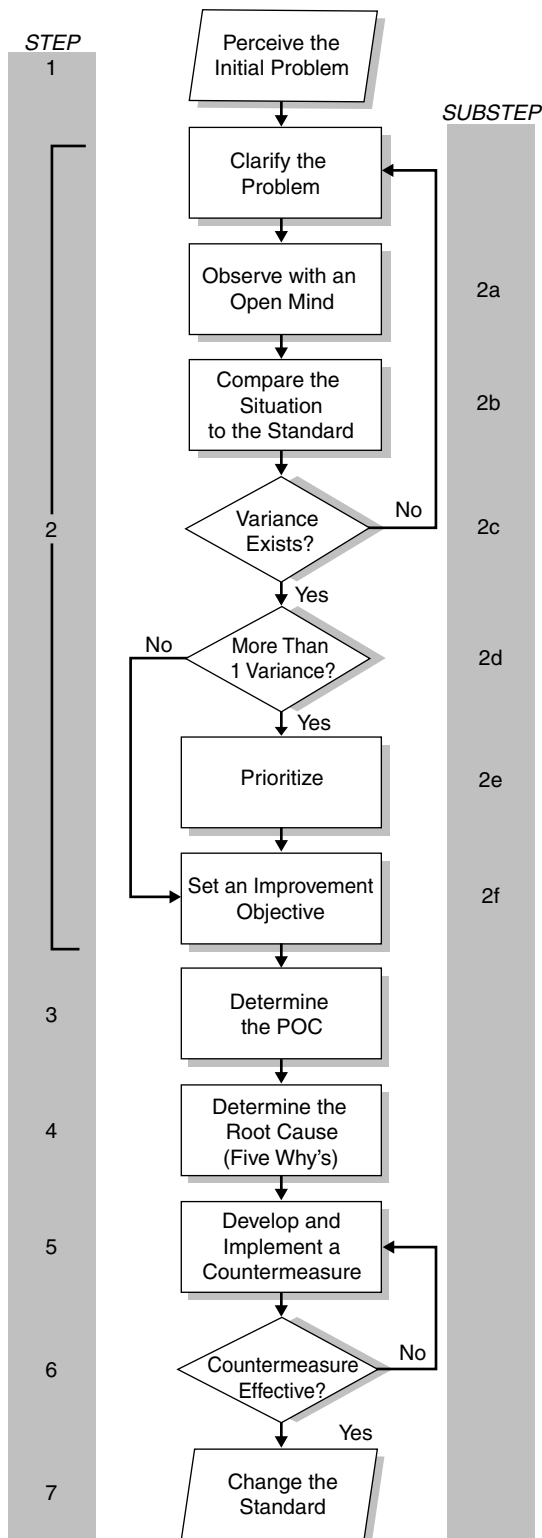 STEP
1
Perceive the
Initial Problem
SUBSTEP
Clarify the
Problem
Observe with an
Open Mind
2a
Compare the
Situation
to the Standard
2b
2
Variance
Exists?
No
2c
Yes
No
More Than
1 Variance?
2d
Yes
Prioritize
2e
Set an Improvement
Objective
2f
3
Determine
the POC
4
Determine the
Root Cause
(Five Why's)
5
Develop and
Implement a
Countermeasure
6
Countermeasure
Effective?
No
Yes
7
Change the
Standard